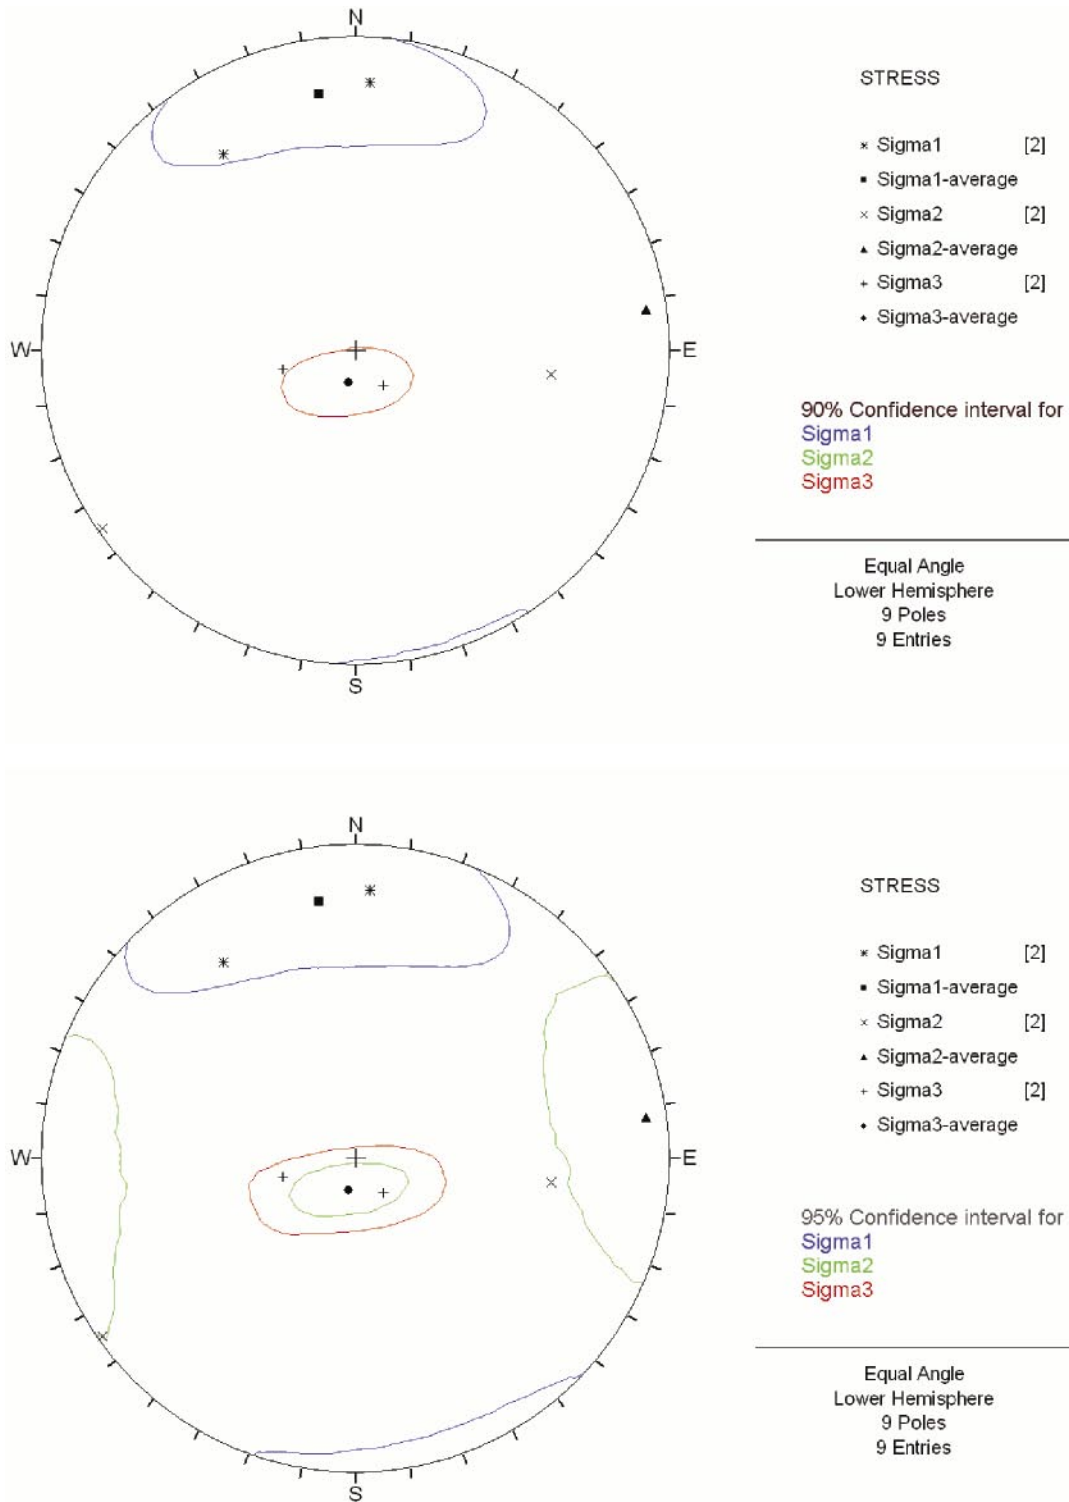 N
STRESS
Sigma1 [2]
Sigma1-average
Sigma2 [2]
Sigma2-average
Sigma3 [2]
Sigma3-average
W
E
90% Confidence interval for
Sigma1
Sigma2
Sigma3
Equal Angle
Lower Hemisphere
9 Poles
9 Entries
S
N
STRESS
Sigma1 [2]
Sigma1-average
Sigma2 [2]
Sigma2-average
Sigma3 [2]
Sigma3-average
W
E
95% Confidence interval for
Sigma1
Sigma2
Sigma3
Equal Angle
Lower Hemisphere
9 Poles
9 Entries
S